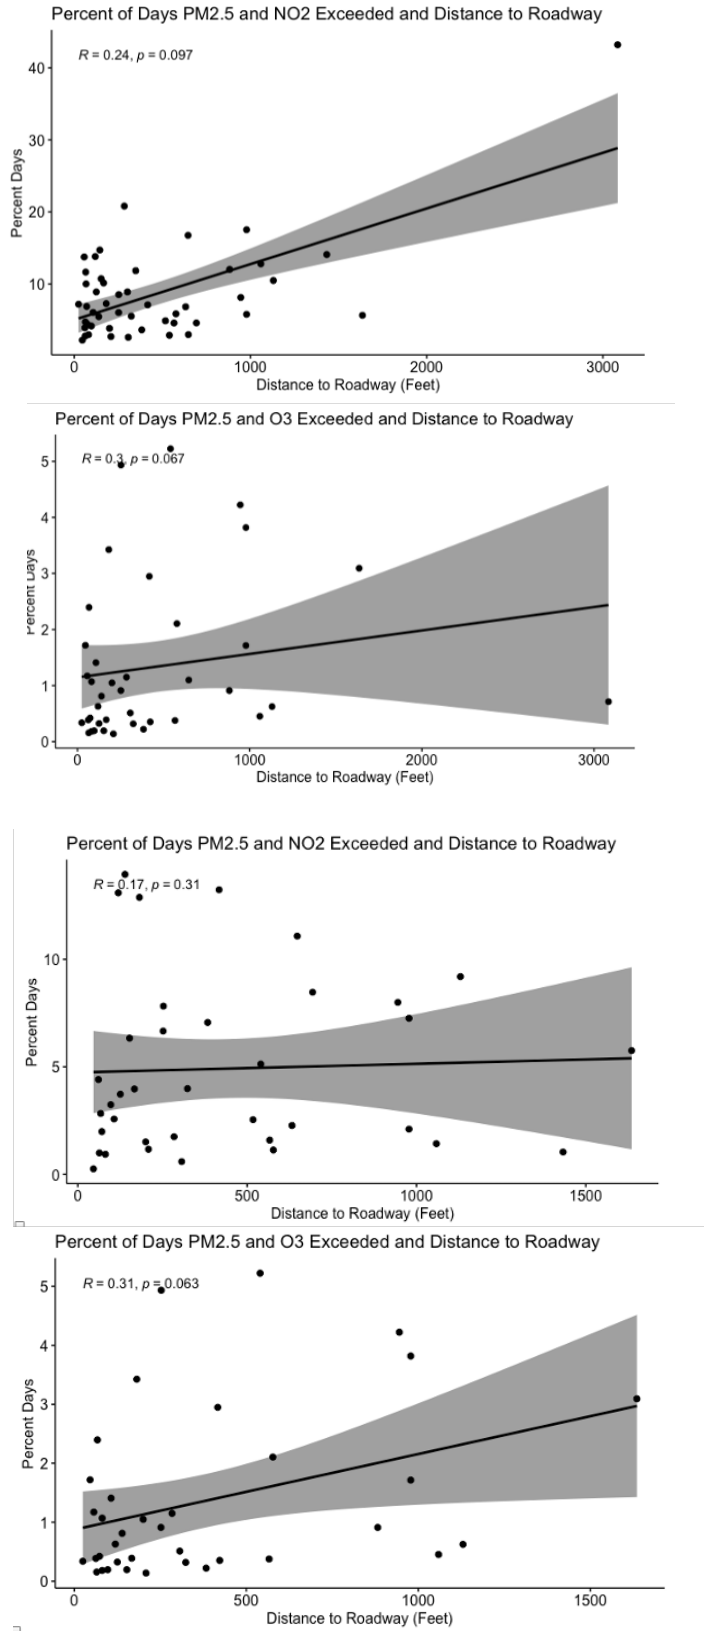 Percent of Days PM2.5 and NO2 Exceeded and Distance to Roadway
R = 0.24, p = 0.097
40
30
20
10
Percent Days
0 1000 2000 3000
Distance to Roadway (Feet)
Percent of Days PM2.5 and O3 Exceeded and Distance to Roadway
R = 0.3, p = 0.067
5
4
3
2
1
0
Percent Days
0 1000 2000 3000
Distance to Roadway (Feet)
Percent of Days PM2.5 and NO2 Exceeded and Distance to Roadway
R = 0.17, p = 0.31
10
5
0
Percent Days
0 500 1000 1500
Distance to Roadway (Feet)
Percent of Days PM2.5 and O3 Exceeded and Distance to Roadway
R = 0.31, p = 0.063
5
4
3
2
1
0
Percent Days
0 500 1000 1500
Distance to Roadway (Feet)